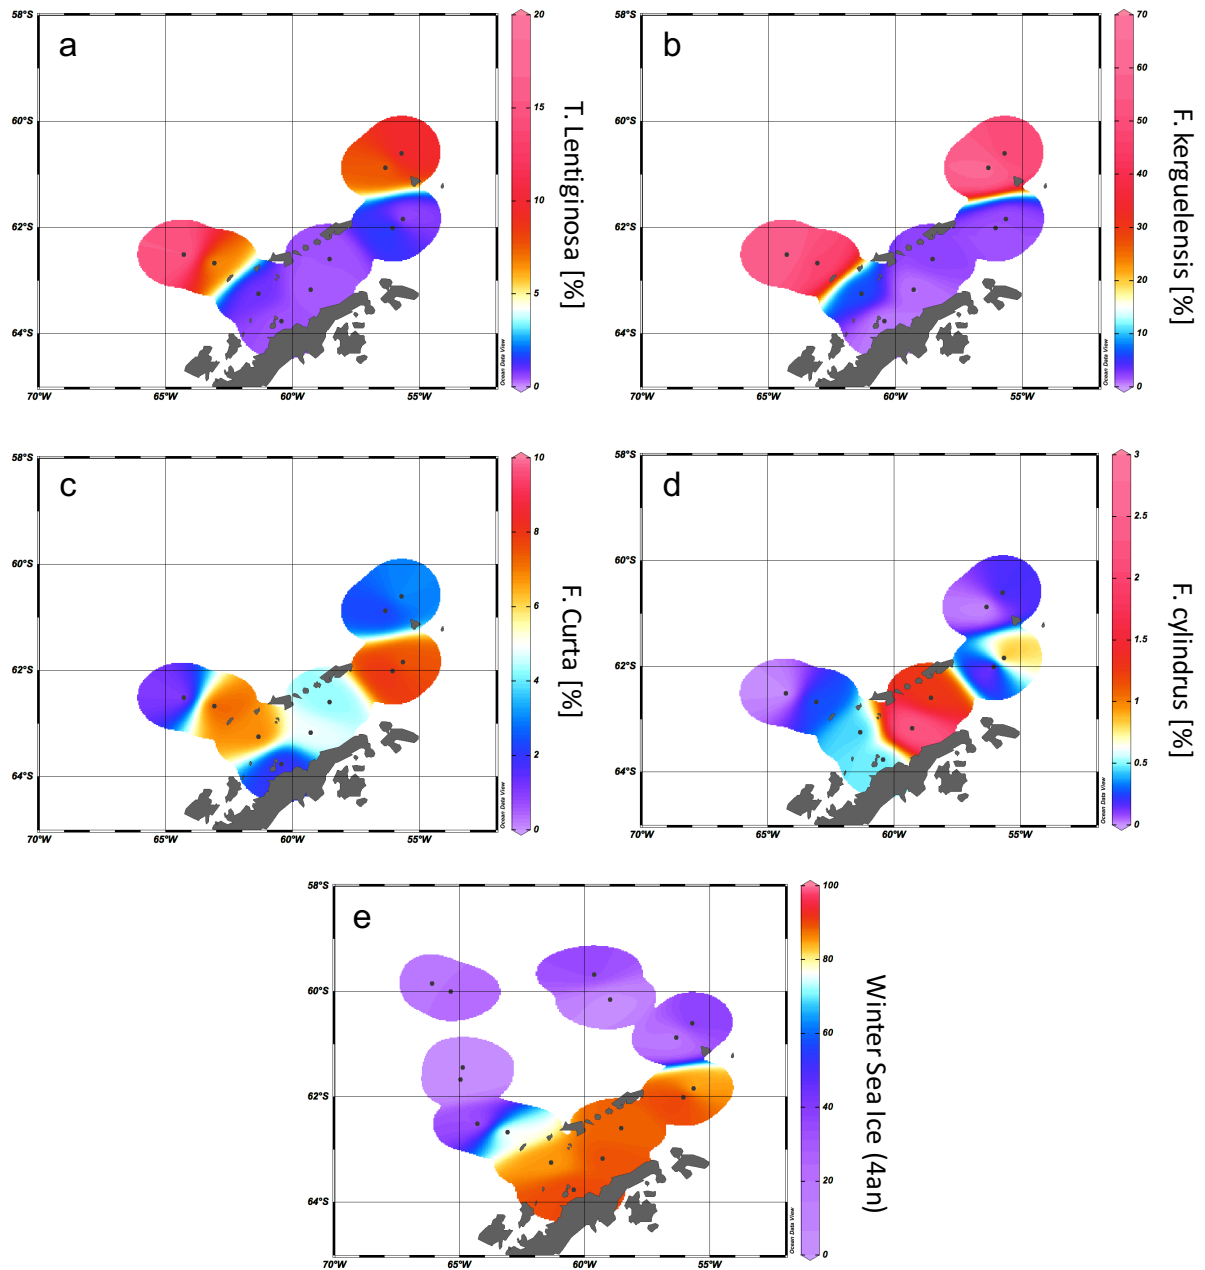 a
58°S
60°S
62°S
64°S
70°W
65°W
60°W
55°W
Ocean Data View
20
15
10
5
0
T. Lentiginosa [%]
b
58°S
60°S
62°S
64°S
70°W
65°W
60°W
55°W
Ocean Data View
70
60
50
40
30
20
10
0
F. kerguelensis [%]
c
58°S
60°S
62°S
64°S
70°W
65°W
60°W
55°W
Ocean Data View
10
8
6
4
2
0
F.Curta [%]
d
58°S
60°S
62°S
64°S
70°W
65°W
60°W
55°W
Ocean Data View
3
2.5
2
1.5
1
0.5
0
F. cylindrus [%]
e
58°S
60°S
62°S
64°S
70°W
65°W
60°W
55°W
Ocean Data View
100
80
60
40
20
0
Winter Sea Ice (4an)